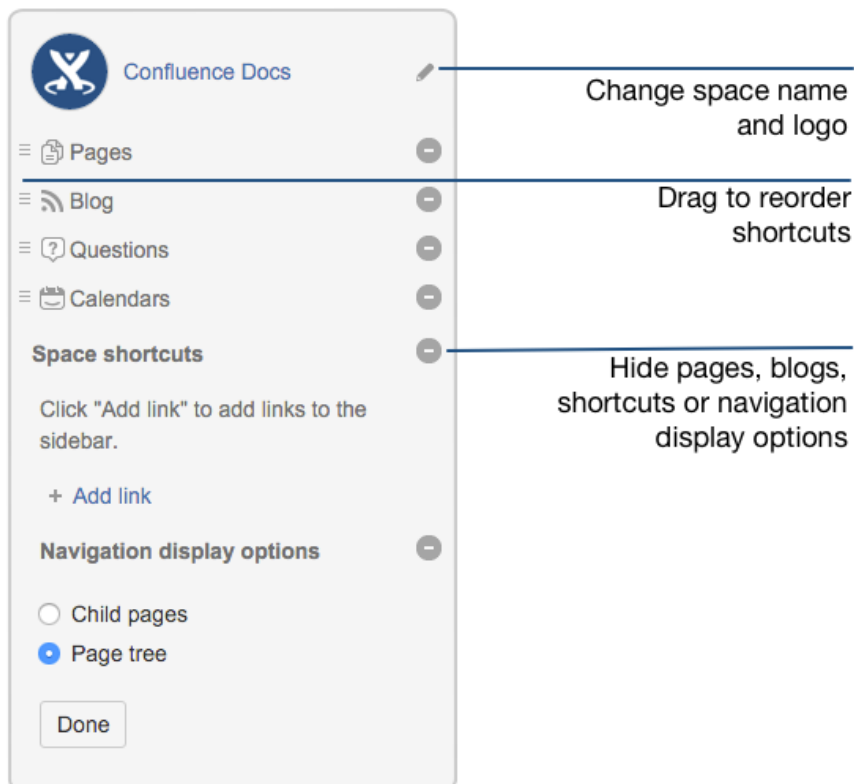 Confluence Docs
Change space name
and logo
Pages
Blog
Drag to reorder
shortcuts
Questions
Calendars
Space shortcuts
Hide pages, blogs,
shortcuts or navigation
display options
Click "Add link" to add links to the
sidebar.
+ Add link
Navigation display options
Child pages
Page tree
Done